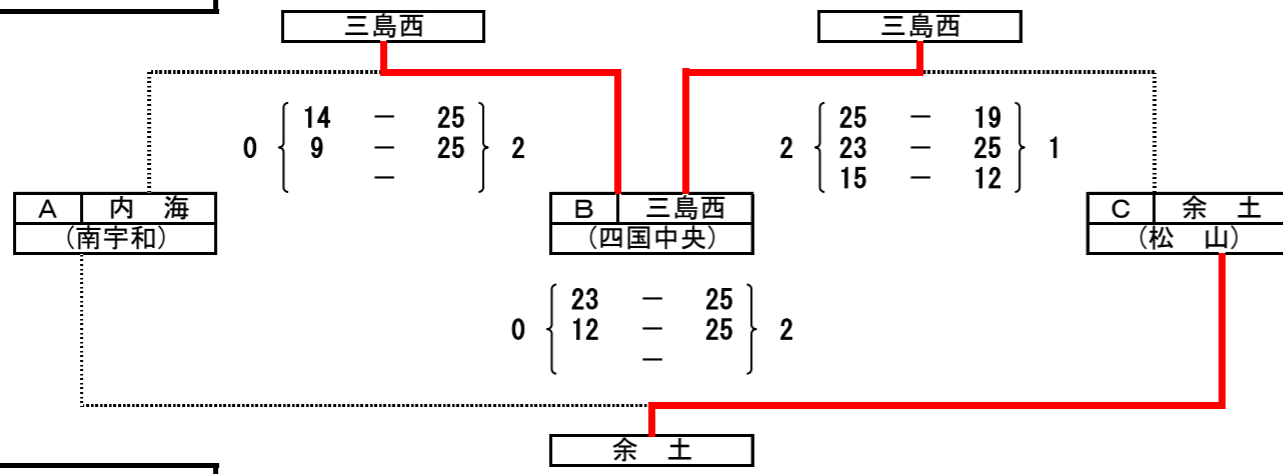 三島西 三島西
14 － 25 25 － 19
0 9 － 25 2 2 23 － 25 1
－ 15 － 12
A 内 海 B 三島西 C 余 土
(南宇和) (四国中央) (松 山)
23 － 25
0 12 － 25 2
－
余 土